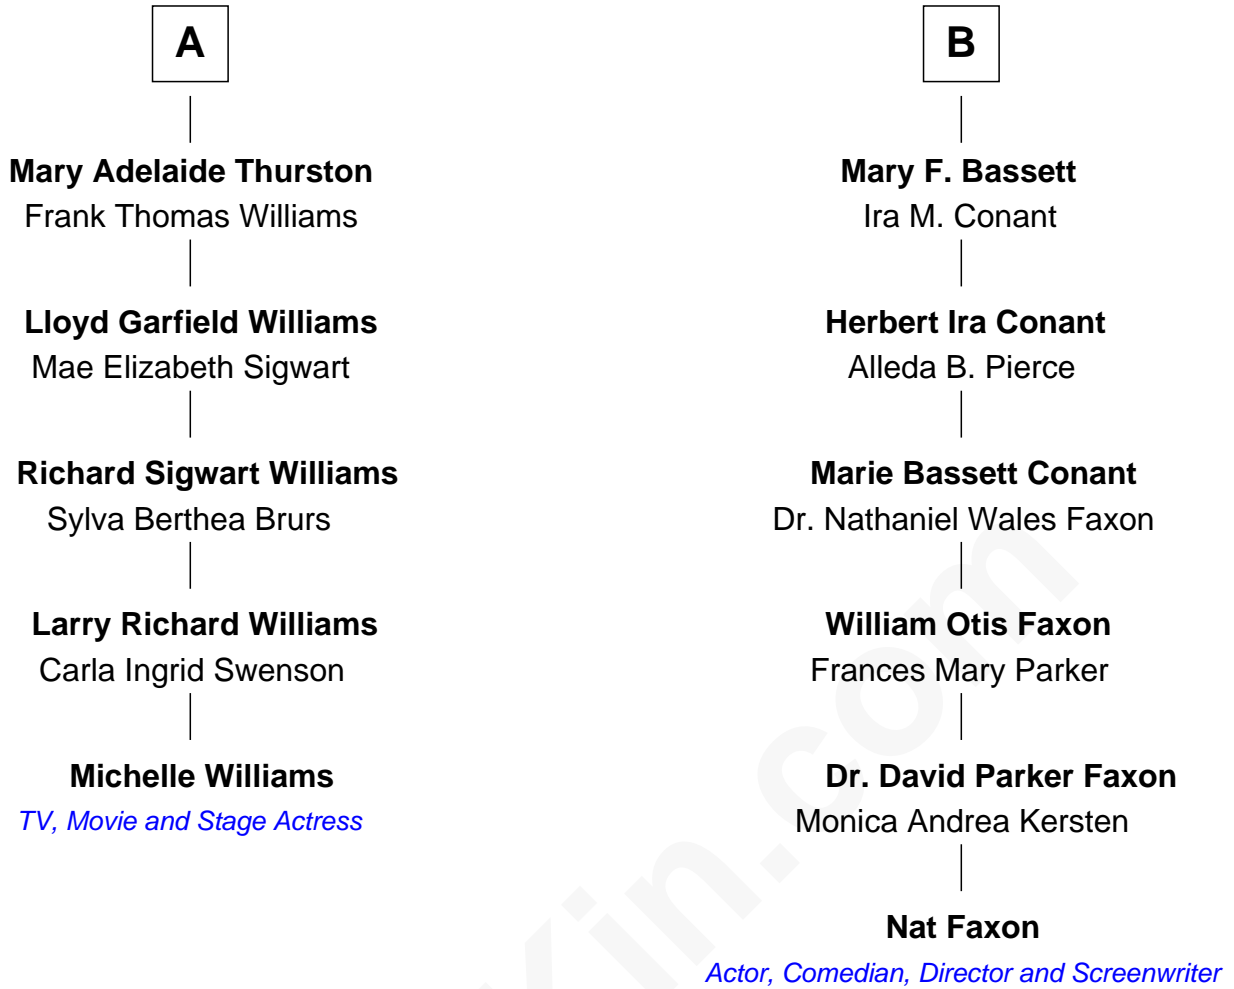 A
Mary Adelaide Thurston
Frank Thomas Williams
Lloyd Garfield Williams
Mae Elizabeth Sigwart
Richard Sigwart Williams
Sylva Berthea Brurs
Larry Richard Williams
Carla Ingrid Swenson
Michelle Williams
TV, Movie and Stage Actress
B
Mary F. Bassett
Ira M. Conant
Herbert Ira Conant
Alleda B. Pierce
Marie Bassett Conant
Dr. Nathaniel Wales Faxon
William Otis Faxon
Frances Mary Parker
Dr. David Parker Faxon
Monica Andrea Kersten
Nat Faxon
Actor, Comedian, Director and Screenwriter
Kin.com